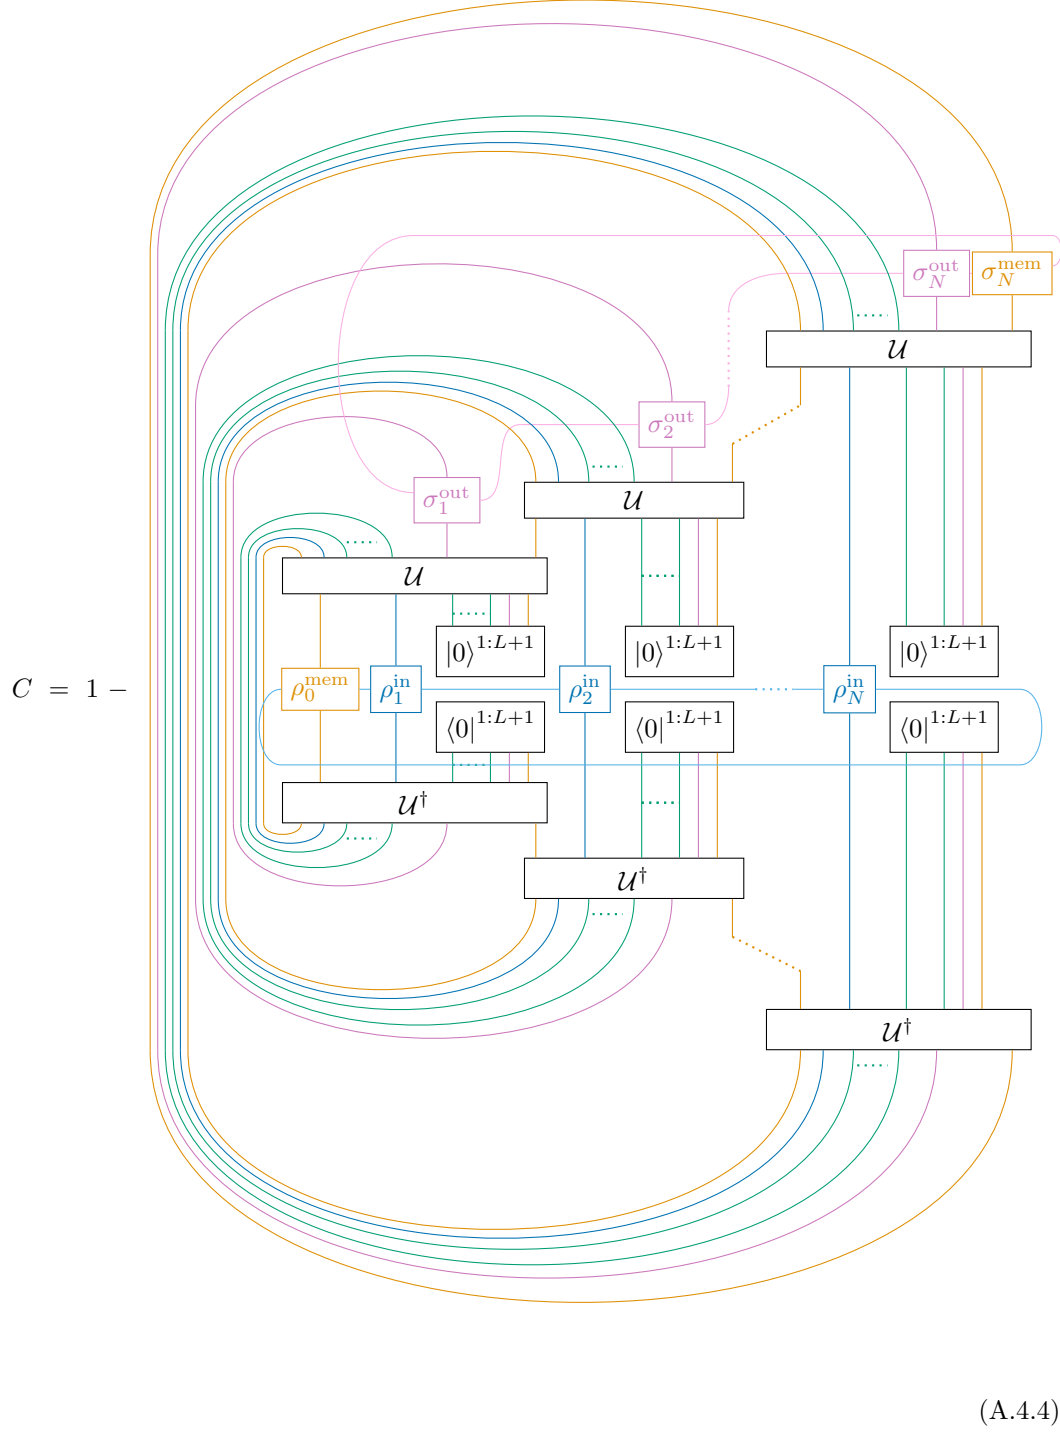 σ_N^out σ_N^mem
𝒰
σ_2^out
𝒰
σ_1^out
𝒰
|0⟩^{1:L+1} |0⟩^{1:L+1} |0⟩^{1:L+1}
C = 1 − ρ_0^mem ρ_1^in ρ_2^in ρ_N^in
⟨0|^{1:L+1} ⟨0|^{1:L+1} ⟨0|^{1:L+1}
𝒰^†
𝒰^†
𝒰^†
(A.4.4)